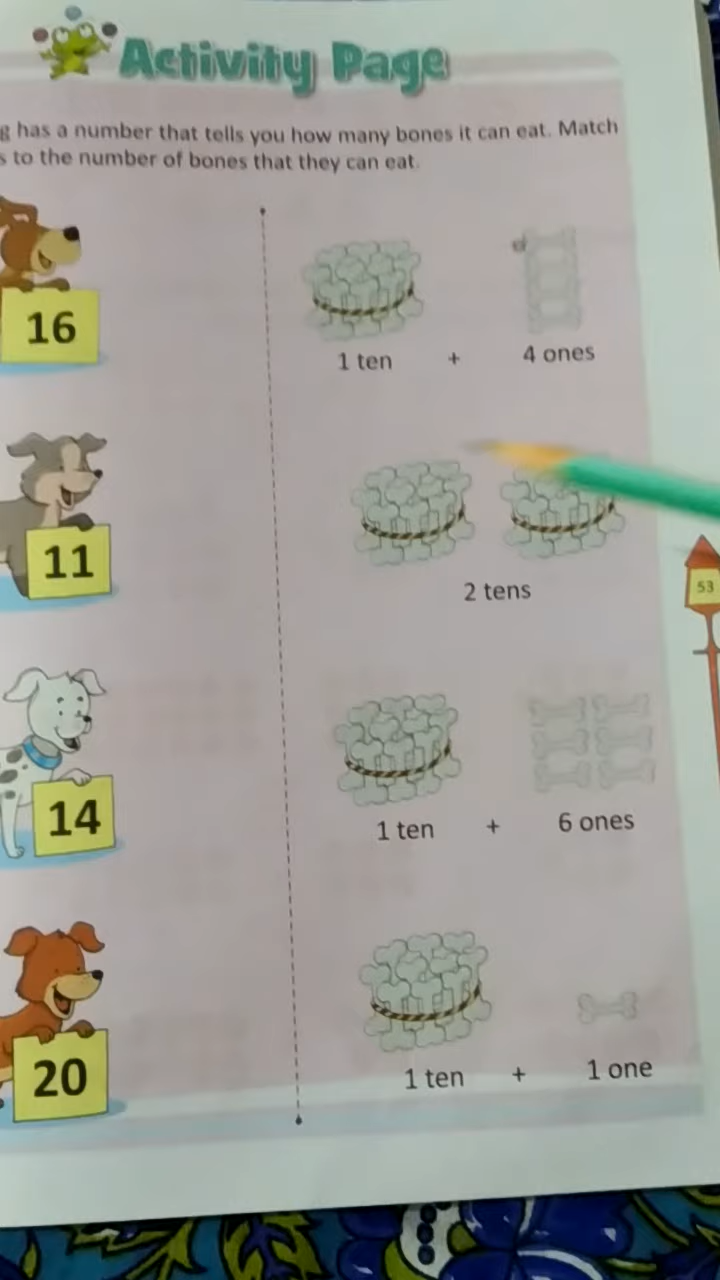 Activity Page
g has a number that tells you how many bones it can eat. Match
s to the number of bones that they can eat.
16
1 ten + 4 ones
11
2 tens
53
14
1 ten + 6 ones
20
1 ten + 1 one